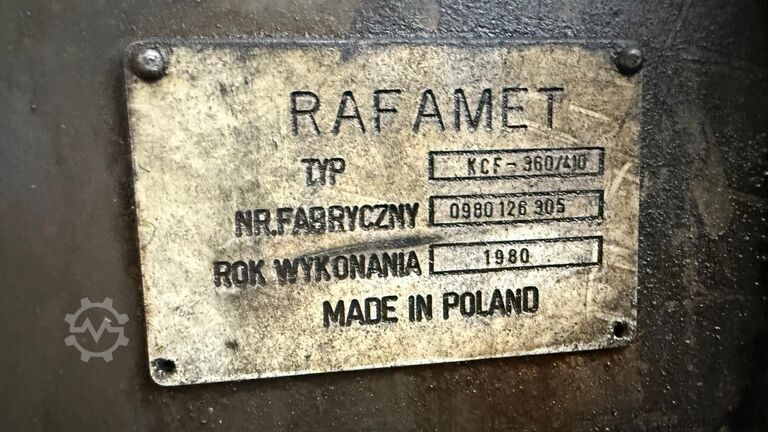 RAFAMET
TYP KCF-360/410
NR.FABRYCZNY 0980 126 305
ROK WYKONANIA 1980
MADE IN POLAND